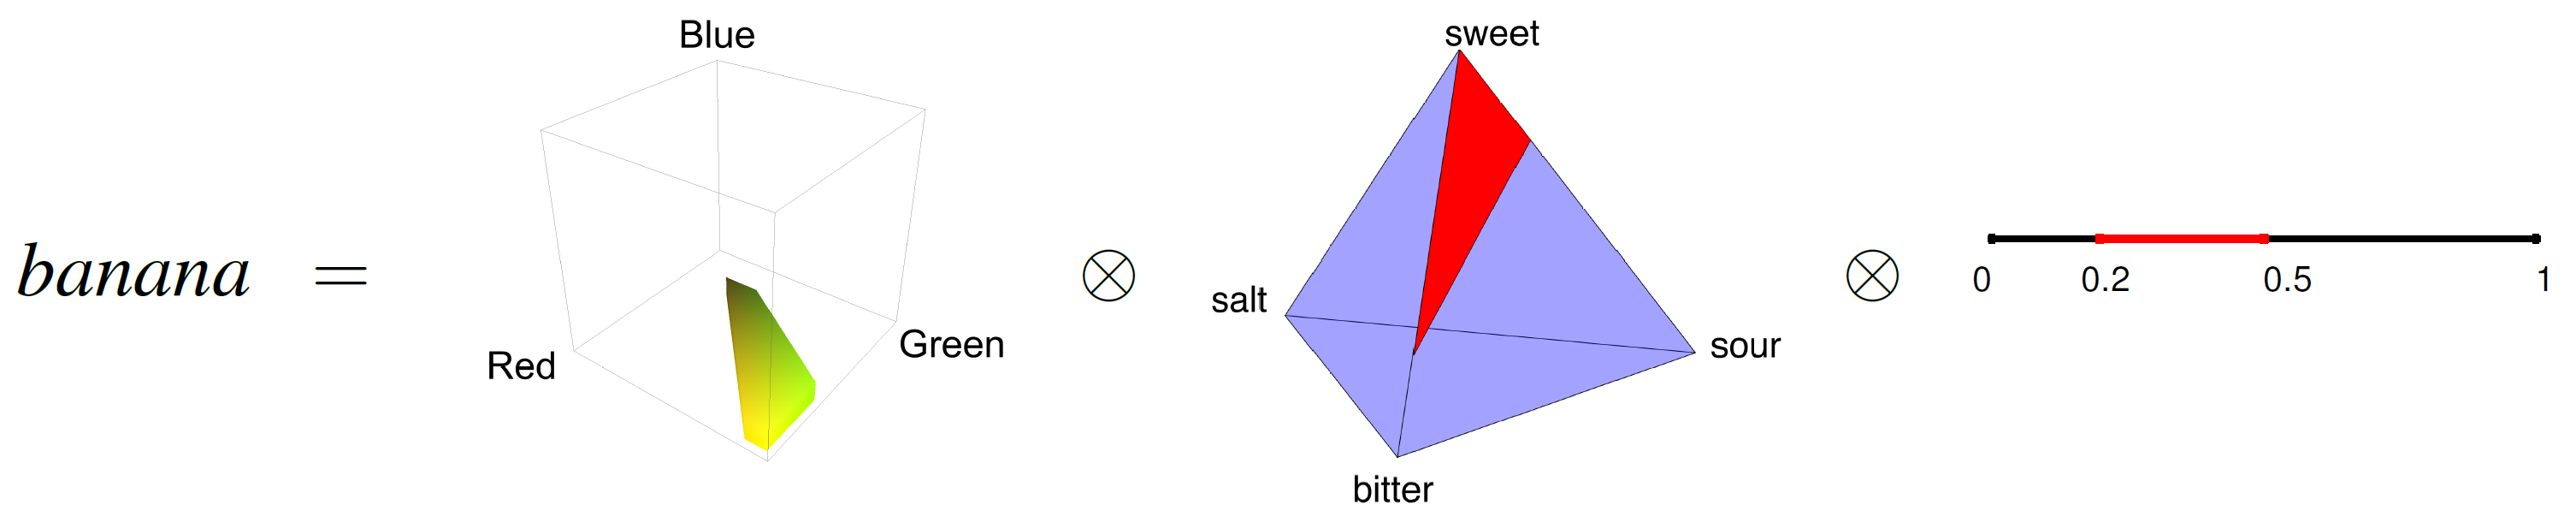 banana = ⊗ ⊗
Blue
Red
Green
sweet
salt
sour
bitter
0 0.2 0.5 1